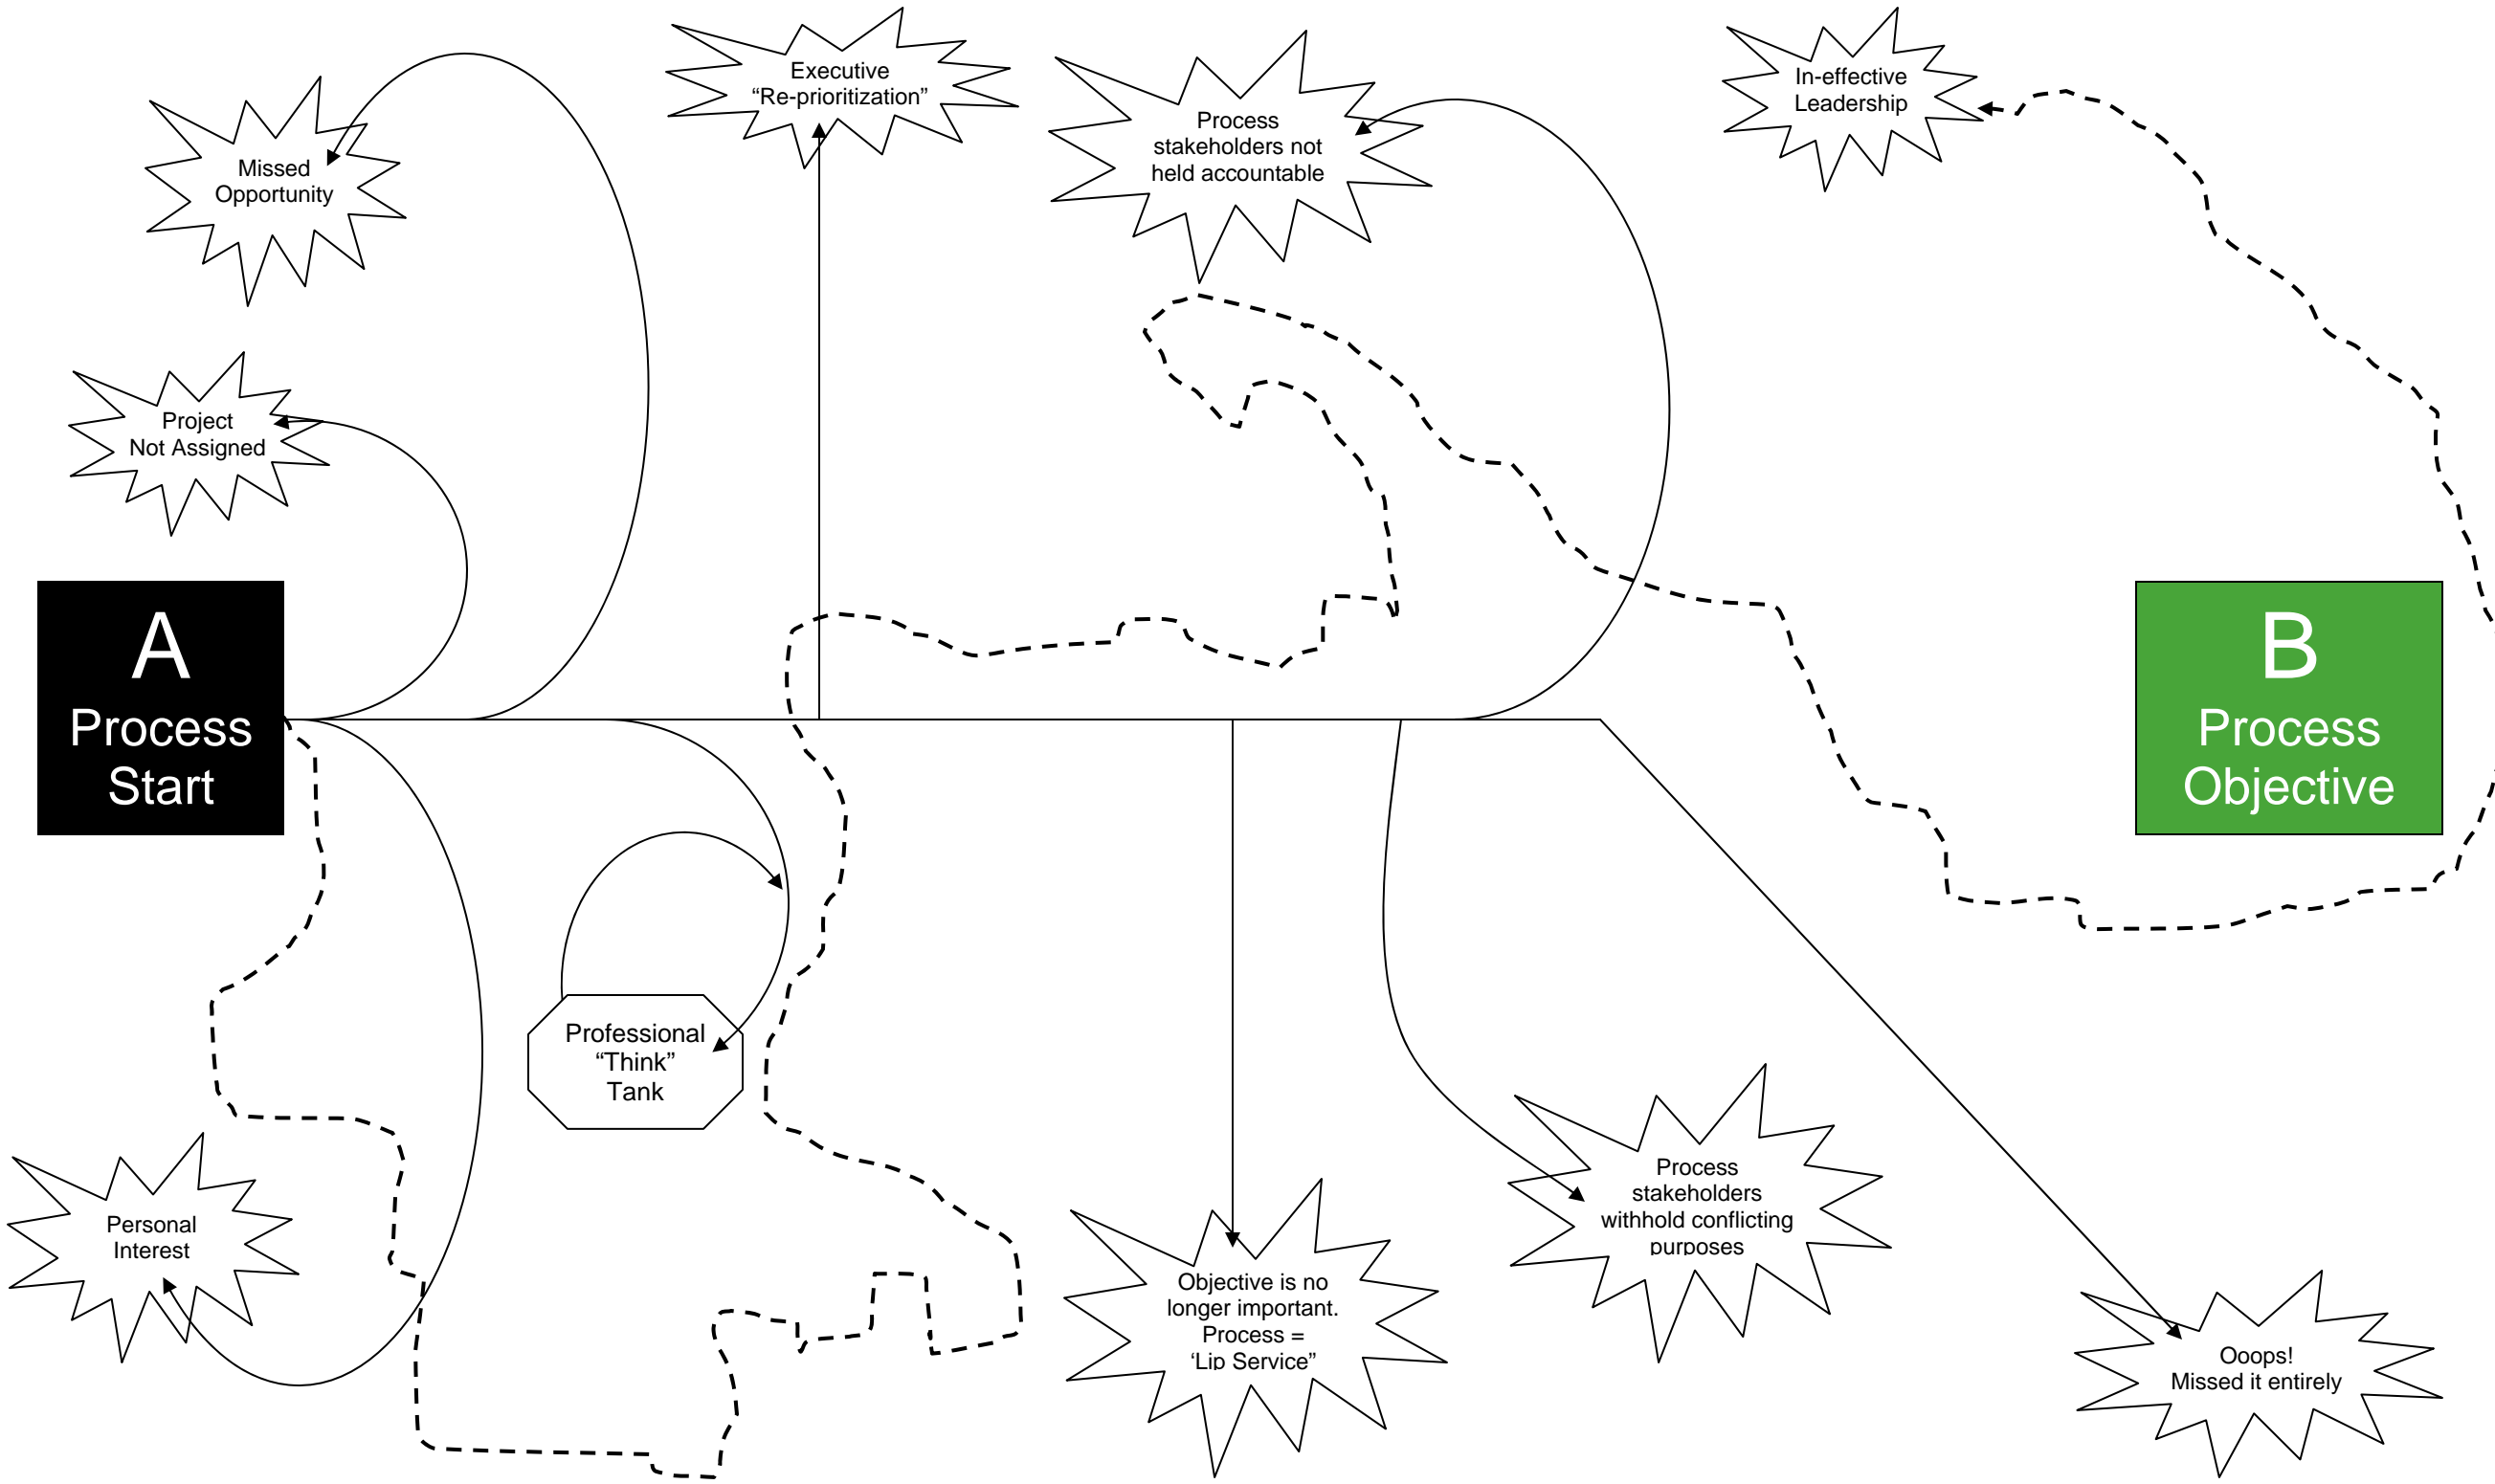 Executive
“Re-prioritization”
In-effective
Leadership
Process
stakeholders not
held accountable
Missed
Opportunity
Project
Not Assigned
A
Process
Start
B
Process
Objective
Professional
“Think”
Tank
Process
stakeholders
withhold conflicting
purposes
Personal
Interest
Objective is no
longer important.
Process =
‘Lip Service”
Ooops!
Missed it entirely